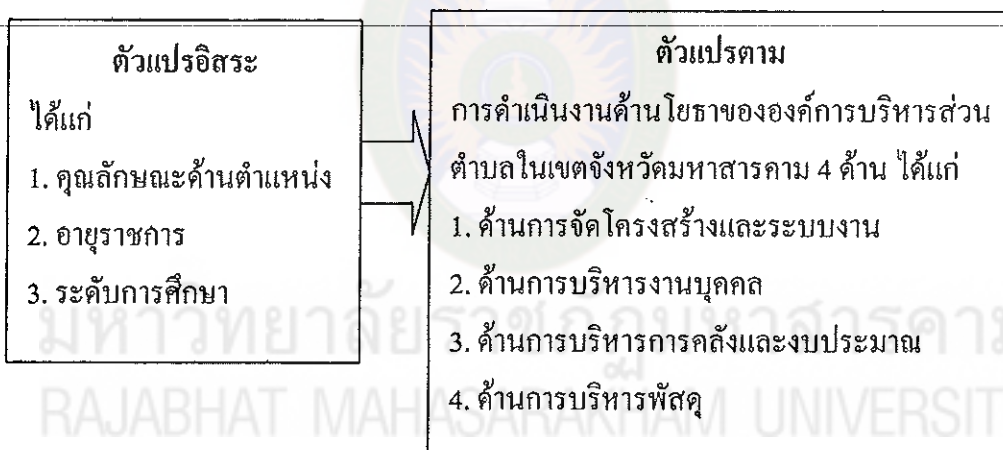 ตัวแปรอิสระ
ได้แก่
1. คุณลักษณะด้านตำแหน่ง
2. อายุราชการ
3. ระดับการศึกษา
ตัวแปรตาม
การดำเนินงานด้านโยธาขององค์การบริหารส่วน
ตำบลในเขตจังหวัดมหาสารคาม 4 ด้าน ได้แก่
1. ด้านการจัดโครงสร้างและระบบงาน
2. ด้านการบริหารงานบุคคล
3. ด้านการบริหารการคลังและงบประมาณ
4. ด้านการบริหารพัสดุ
มหาวิทยาลัยราชภัฏมหาสารคาม
RAJABHAT MAHASARAKHAM UNIVERSIT